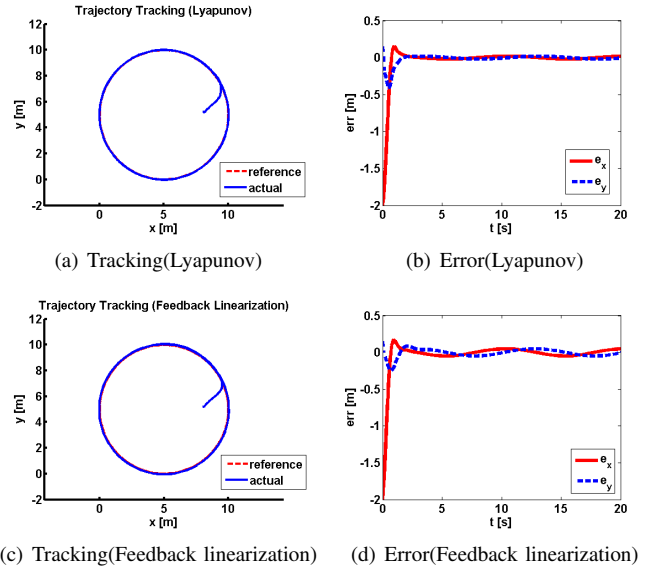 Trajectory Tracking (Lyapunov)
12
10
8
6
4
2
0
-2
y [m]
0
5
10
x [m]
reference
actual
(a) Tracking(Lyapunov)
0.5
0
-0.5
-1
-1.5
-2
err [m]
0
5
10
15
20
t [s]
e_x
e_y
(b) Error(Lyapunov)
Trajectory Tracking (Feedback Linearization)
12
10
8
6
4
2
0
-2
y [m]
0
5
10
x [m]
reference
actual
(c) Tracking(Feedback linearization)
0.5
0
-0.5
-1
-1.5
-2
err [m]
0
5
10
15
20
t [s]
e_x
e_y
(d) Error(Feedback linearization)